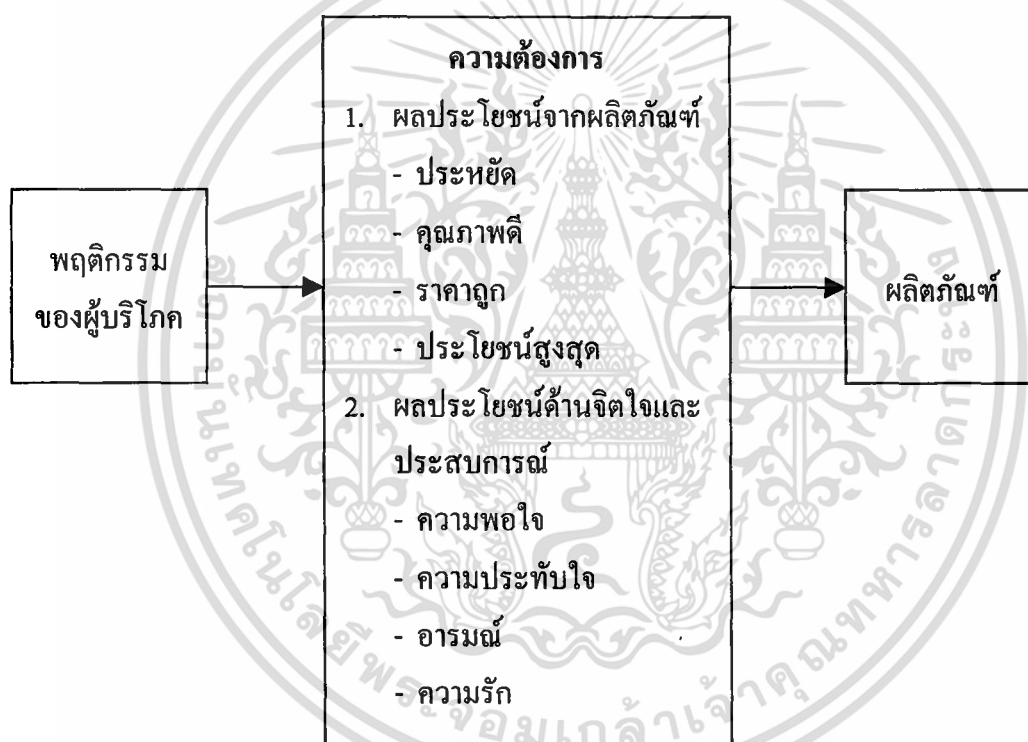 พฤติกรรม
ของผู้บริโภค
ความต้องการ
1. ผลประโยชน์จากผลิตภัณฑ์
- ประหยัด
- คุณภาพดี
- ราคาถูก
- ประโยชน์สูงสุด
2. ผลประโยชน์ด้านจิตใจและ
ประสบการณ์
- ความพอใจ
- ความประทับใจ
- อารมณ์
- ความรัก
ผลิตภัณฑ์